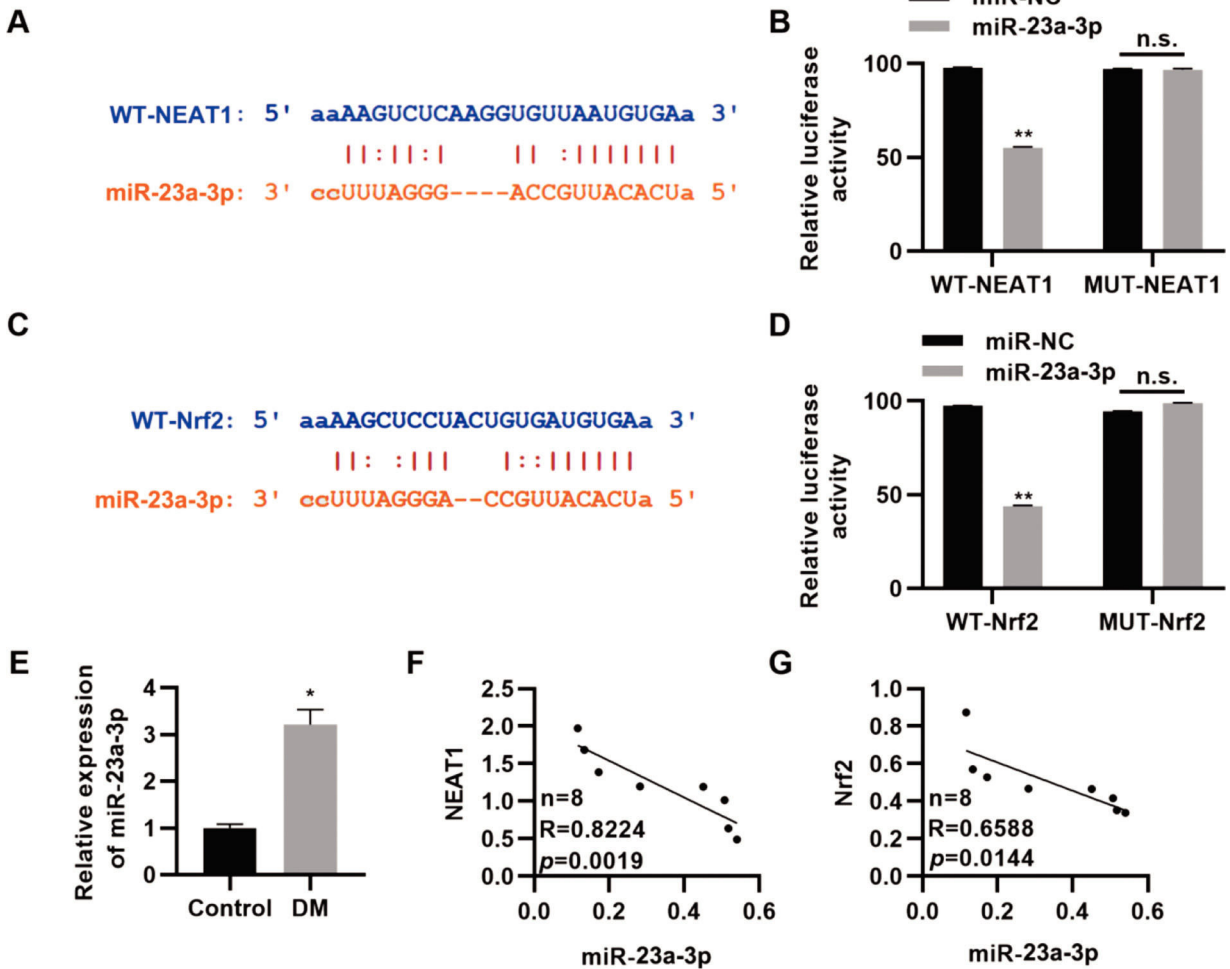 A
WT-NEAT1: 5' aaAAGUCUCAAGGUGUUAAUGUGAa 3'
||:||:| || :|||||||
miR-23a-3p: 3' ccUUUAGGG----ACCGUUACACUa 5'
B
miR-NC
miR-23a-3p
n.s.
Relative luciferase
activity
100
50
0
**
WT-NEAT1 MUT-NEAT1
C
WT-Nrf2: 5' aaAAGCUCCUACUGUGAUGUGAa 3'
||: :||| |::||||||
miR-23a-3p: 3' ccUUUAGGGA--CCGUUACACUa 5'
D
miR-NC
miR-23a-3p
n.s.
Relative luciferase
activity
100
50
0
**
WT-Nrf2 MUT-Nrf2
E
Relative expression
of miR-23a-3p
4
3
2
1
0
*
Control DM
F
NEAT1
2.5
2.0
1.5
1.0
0.5
0.0
n=8
R=0.8224
p=0.0019
0.0 0.2 0.4 0.6
miR-23a-3p
G
Nrf2
1.0
0.8
0.6
0.4
0.2
0.0
n=8
R=0.6588
p=0.0144
0.0 0.2 0.4 0.6
miR-23a-3p